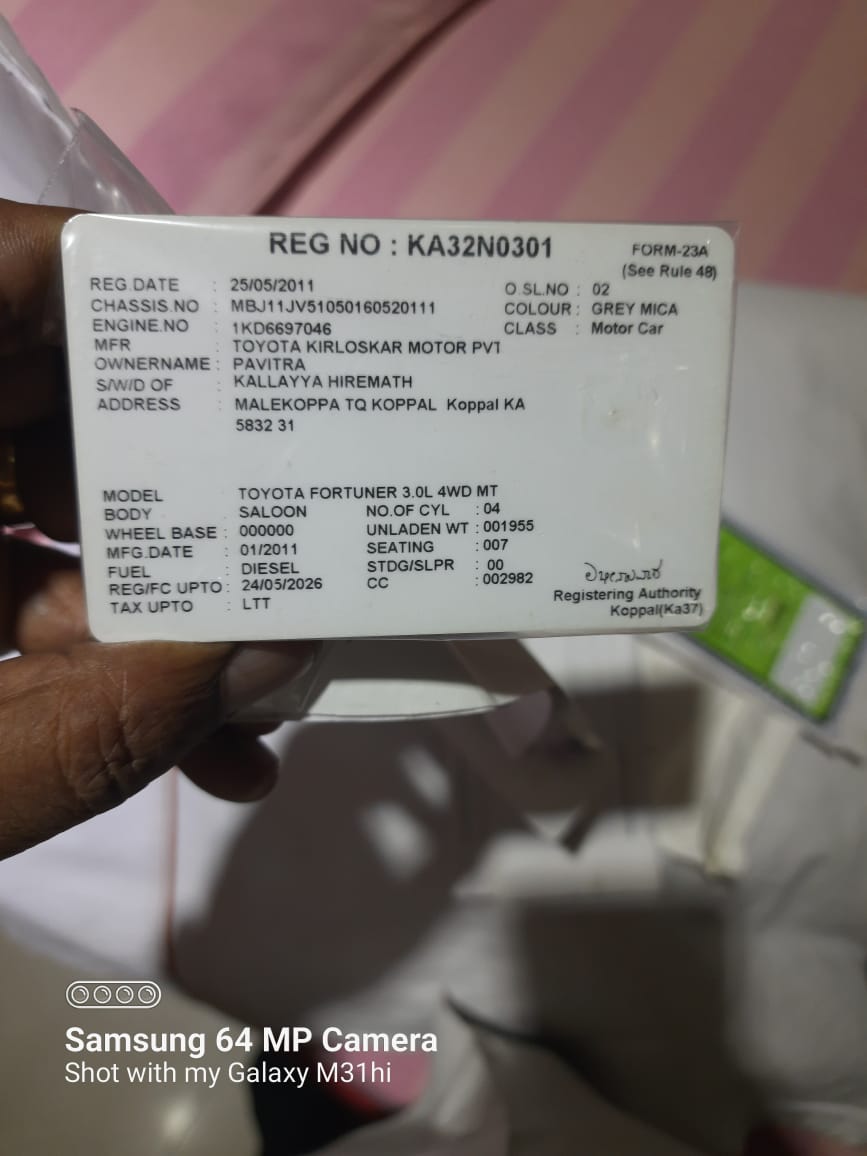 REG NO : KA32N0301
FORM-23A
(See Rule 48)
REG.DATE : 25/05/2011
O SL.NO : 02
CHASSIS.NO : MBJ11JV51050160520111
COLOUR : GREY MICA
ENGINE.NO : 1KD6697046
CLASS : Motor Car
MFR : TOYOTA KIRLOSKAR MOTOR PVT
OWNERNAME : PAVITRA
S/W/D OF : KALLAYYA HIREMATH
ADDRESS : MALEKOPPA TQ KOPPAL Koppal KA
5832 31
MODEL TOYOTA FORTUNER 3.0L 4WD MT
BODY : SALOON
NO.OF CYL : 04
WHEEL BASE : 000000
UNLADEN WT : 001955
MFG.DATE : 01/2011
SEATING : 007
FUEL : DIESEL
STDG/SLPR : 00
REG/FC UPTO : 24/05/2026
CC : 002982
TAX UPTO : LTT
Registering Authority
Koppal(Ka37)
Samsung 64 MP Camera
Shot with my Galaxy M31hi